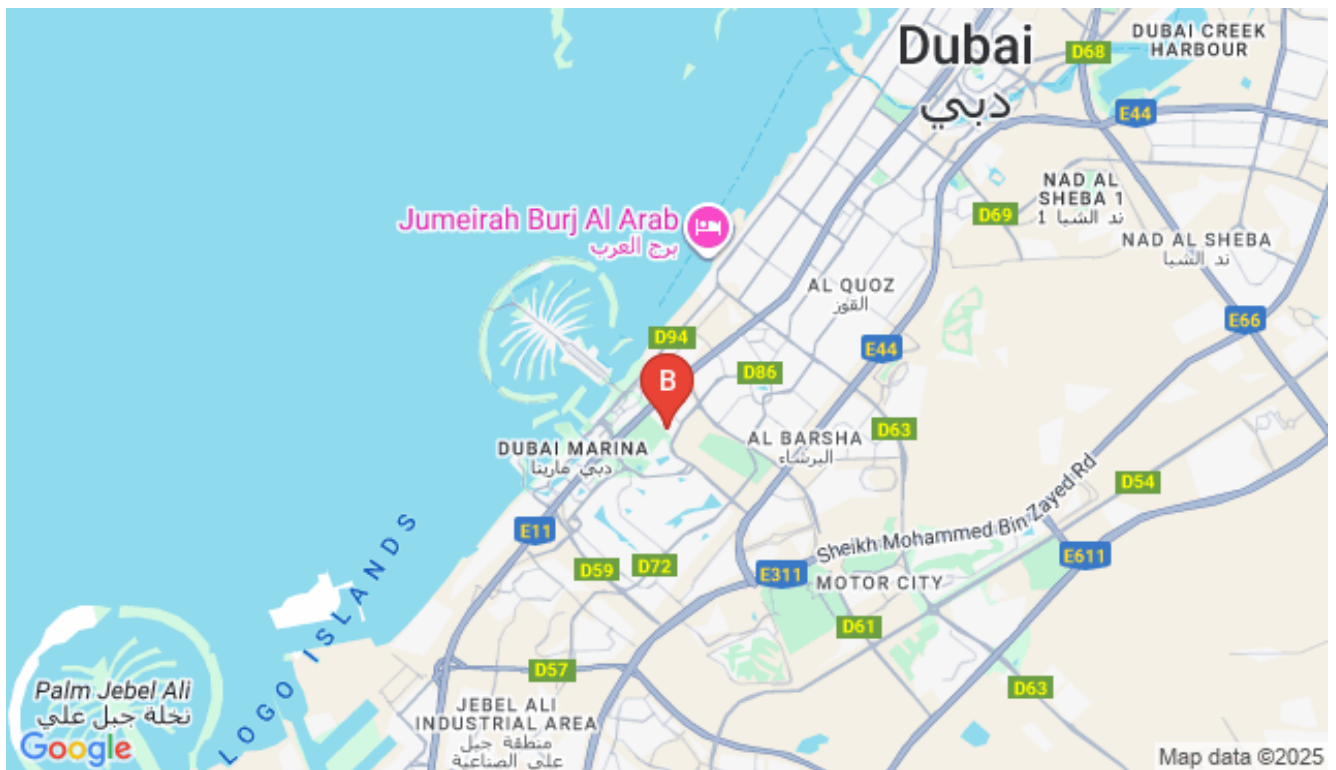 Dubai
دبي
DUBAI CREEK
HARBOUR
D68
E44
NAD AL
SHEBA 1
ند الشبا 1
D69
Jumeirah Burj Al Arab
برج العرب
NAD AL SHEBA
ند الشبا
AL QUOZ
القوز
E66
D94
E44
D86
B
DUBAI MARINA
دبي مارينا
AL BARSHA
البرشاء
D63
D54
E11
Sheikh Mohammed Bin Zayed Rd
E611
D59
D72
E311
MOTOR CITY
LOGO ISLANDS
D61
D57
D63
Palm Jebel Ali
نخلة جبل علي
JEBEL ALI
INDUSTRIAL AREA
منطقة جبل
علي الصناعية
Google
Map data ©2025